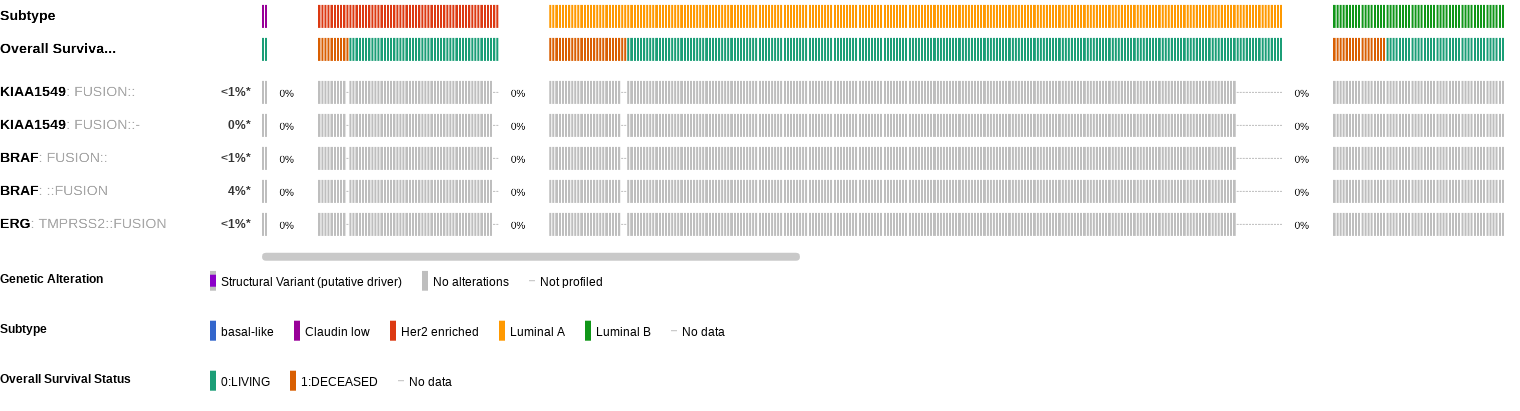 Subtype
Overall Surviva...
KIAA1549: FUSION:: <1%* 0% 0% 0%
KIAA1549: FUSION::- 0%* 0% 0% 0%
BRAF: FUSION:: <1%* 0% 0% 0%
BRAF: ::FUSION 4%* 0% 0% 0%
ERG: TMPRSS2::FUSION <1%* 0% 0% 0%
Genetic Alteration Structural Variant (putative driver) No alterations Not profiled
Subtype basal-like Claudin low Her2 enriched Luminal A Luminal B No data
Overall Survival Status 0:LIVING 1:DECEASED No data